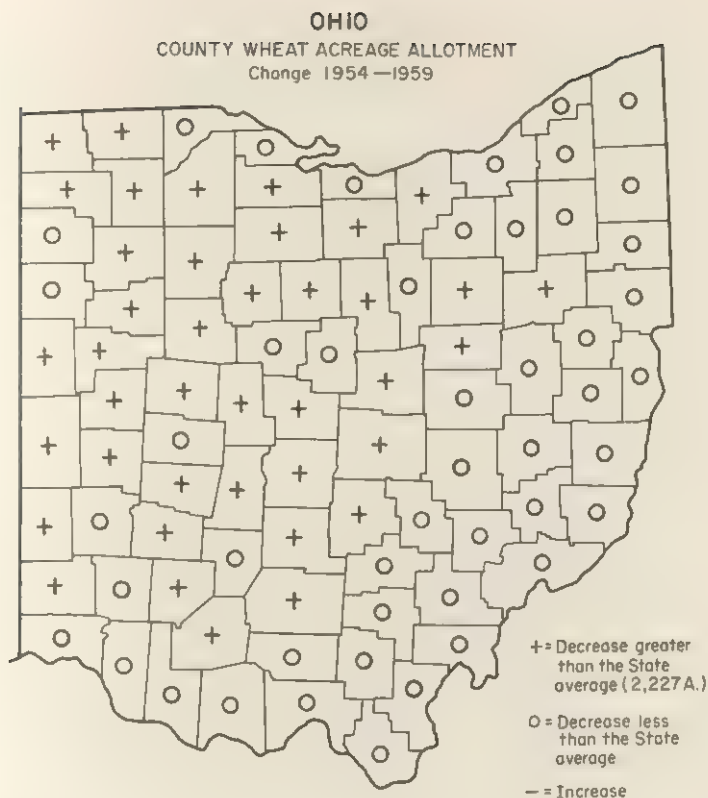 OHIO
COUNTY WHEAT ACREAGE ALLOTMENT
Change 1954—1959
+ = Decrease greater
than the State
average (2,227 A.)
O = Decrease less
than the State
average
— = Increase